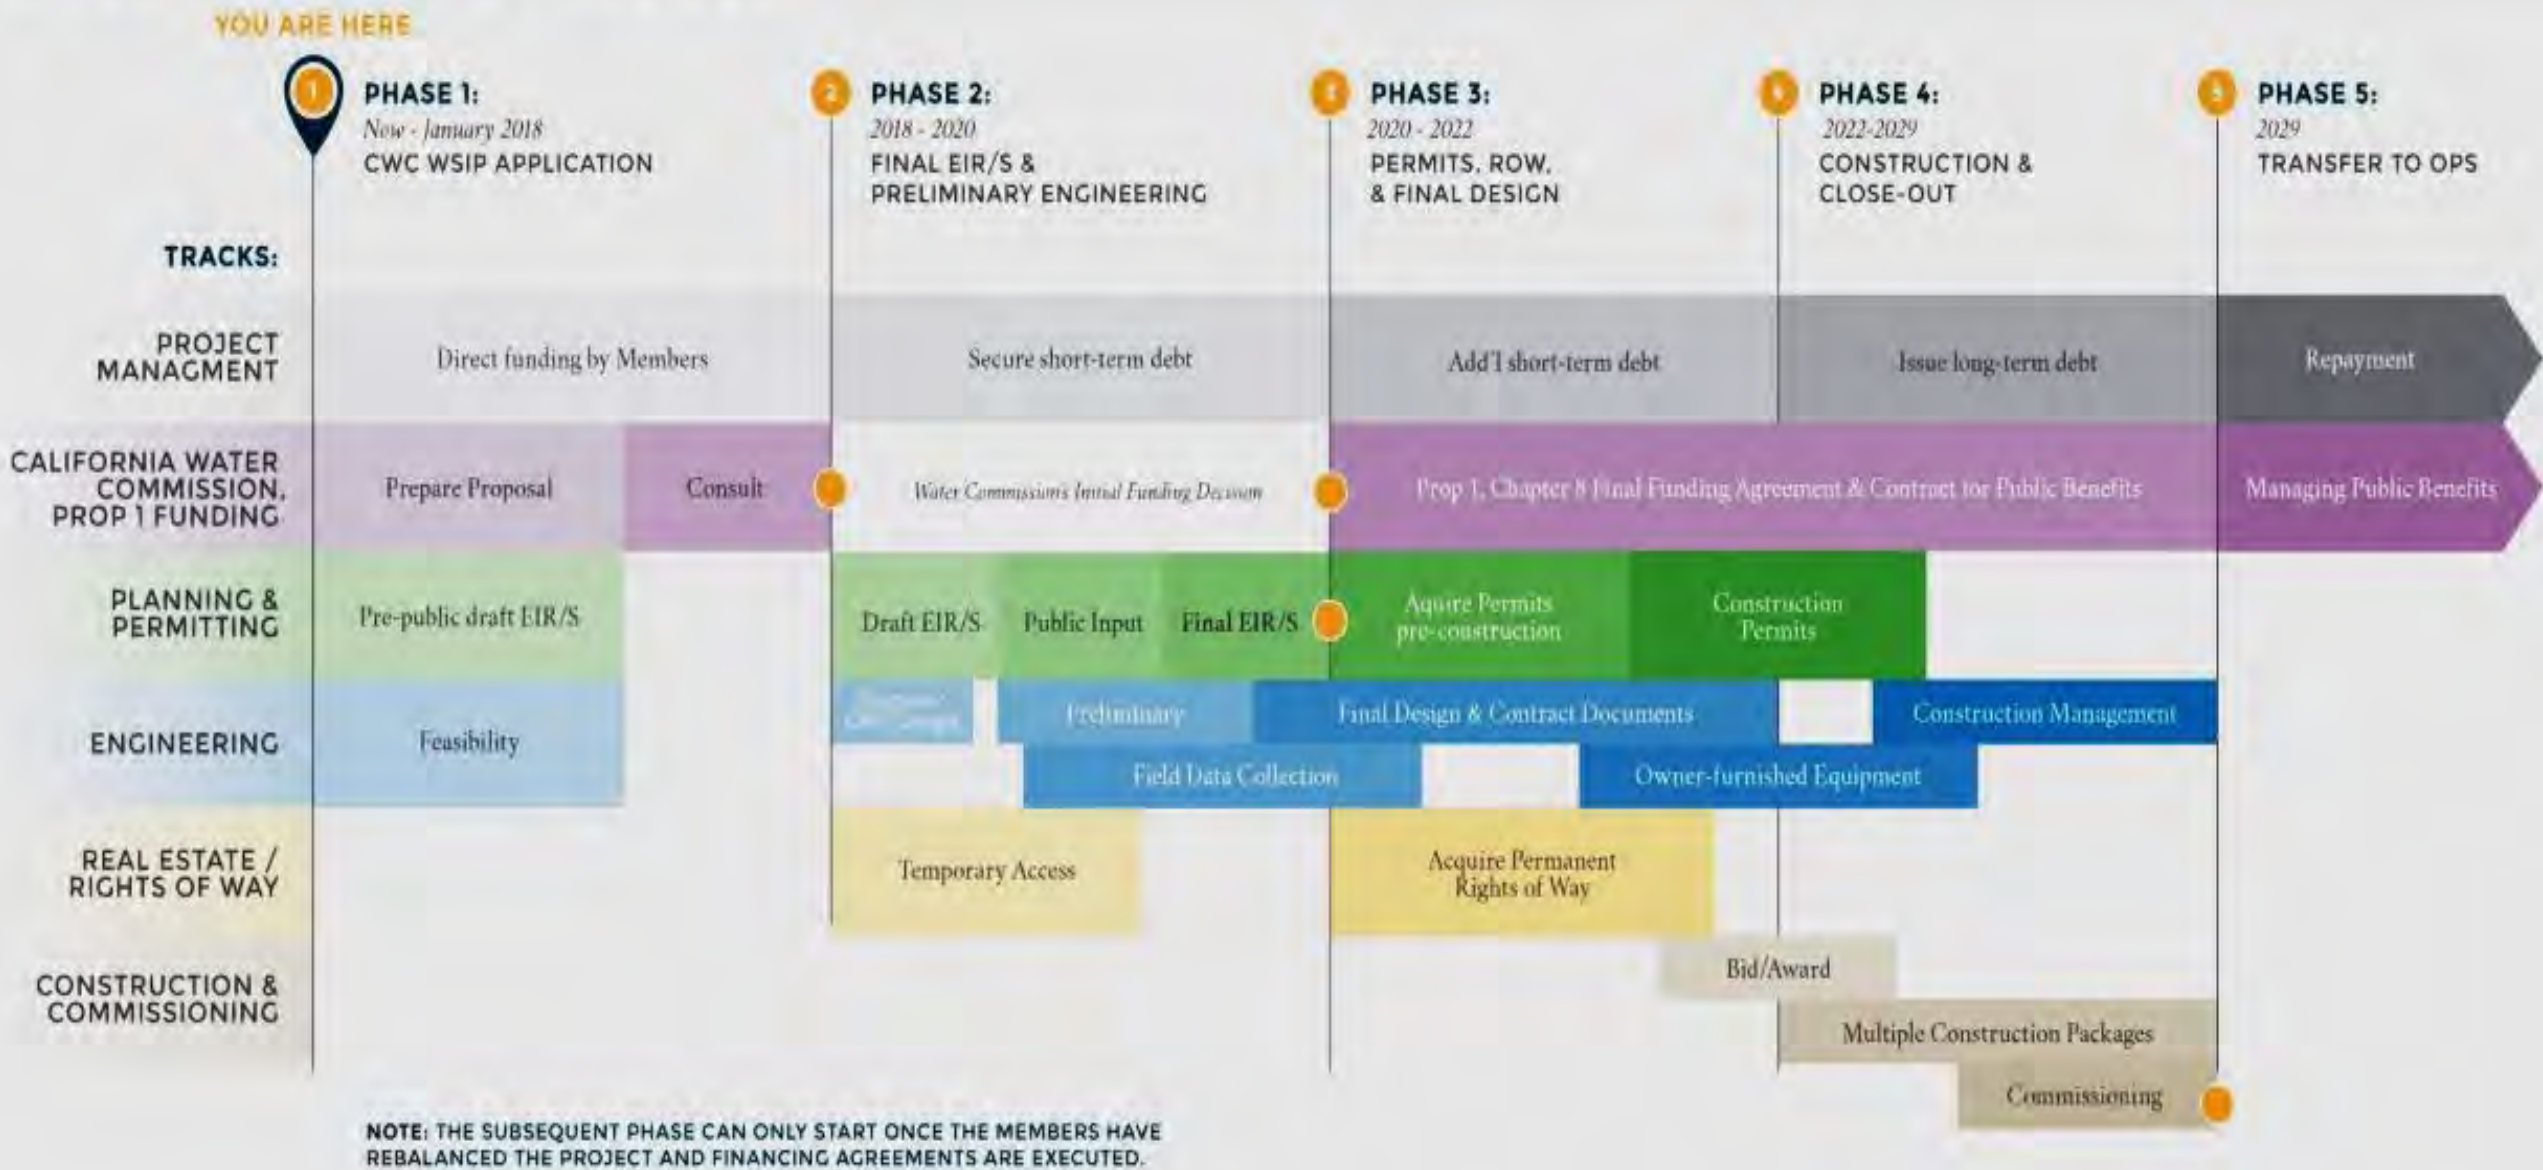 YOU ARE HERE
1
PHASE 1:
Now - January 2018
CWC WSIP APPLICATION
2
PHASE 2:
2018 - 2020
FINAL EIR/S &
PRELIMINARY ENGINEERING
PHASE 3:
2020 - 2022
PERMITS, ROW,
& FINAL DESIGN
PHASE 4:
2022-2029
CONSTRUCTION &
CLOSE-OUT
PHASE 5:
2029
TRANSFER TO OPS
TRACKS:
PROJECT
MANAGMENT
Direct funding by Members
Secure short-term debt
Add'l short-term debt
Issue long-term debt
Repayment
CALIFORNIA WATER
COMMISSION,
PROP 1 FUNDING
Prepare Proposal
Consult
Water Commission's Initial Funding Decision
Prop 1, Chapter 8 Final Funding Agreement & Contract for Public Benefits
Managing Public Benefits
PLANNING &
PERMITTING
Pre-public draft EIR/S
Draft EIR/S
Public Input
Final EIR/S
Aquire Permits
pre-construction
Construction
Permits
ENGINEERING
Feasibility
Preliminary
Final Design & Contract Documents
Construction Management
Field Data Collection
Owner-furnished Equipment
REAL ESTATE /
RIGHTS OF WAY
Temporary Access
Acquire Permanent
Rights of Way
CONSTRUCTION &
COMMISSIONING
Bid/Award
Multiple Construction Packages
Commissioning
NOTE: THE SUBSEQUENT PHASE CAN ONLY START ONCE THE MEMBERS HAVE
REBALANCED THE PROJECT AND FINANCING AGREEMENTS ARE EXECUTED.